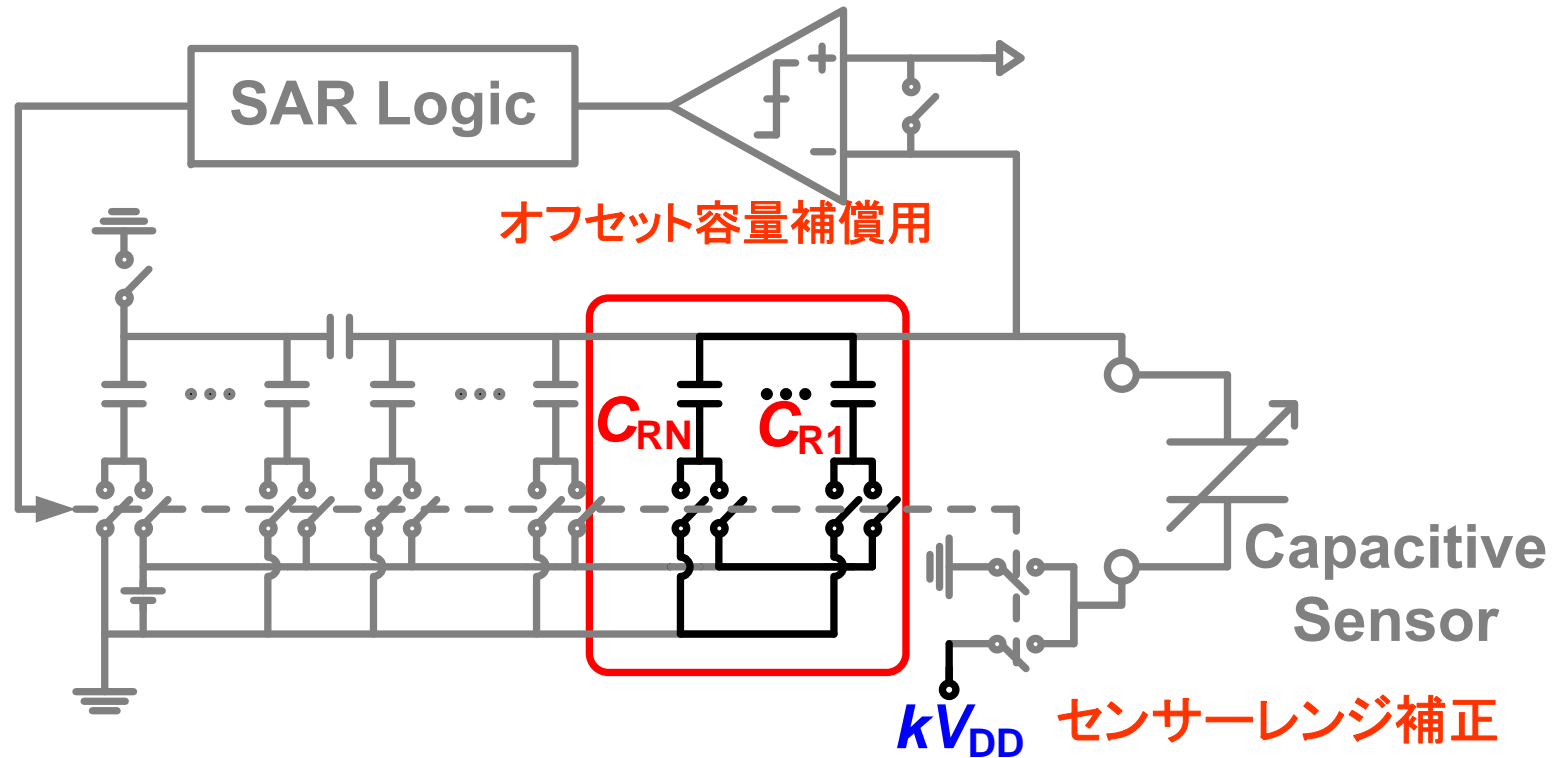 SAR Logic
+
−
オフセット容量補償用
CRN
CR1
Capacitive
Sensor
kVDD
センサーレンジ補正